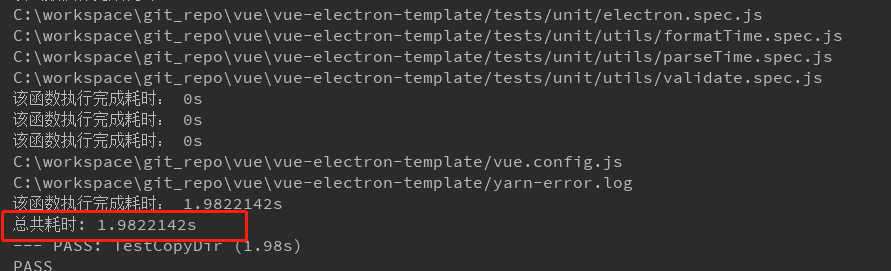 C:\workspace\git_repo\vue\vue-electron-template/tests/unit/electron.spec.js
C:\workspace\git_repo\vue\vue-electron-template/tests/unit/utils/formatTime.spec.js
C:\workspace\git_repo\vue\vue-electron-template/tests/unit/utils/parseTime.spec.js
C:\workspace\git_repo\vue\vue-electron-template/tests/unit/utils/validate.spec.js
该函数执行完成耗时： 0s
该函数执行完成耗时： 0s
该函数执行完成耗时： 0s
C:\workspace\git_repo\vue\vue-electron-template/vue.config.js
C:\workspace\git_repo\vue\vue-electron-template/yarn-error.log
该函数执行完成耗时： 1.9822142s
总共耗时: 1.9822142s
--- PASS: TestCopyDir (1.98s)
PASS